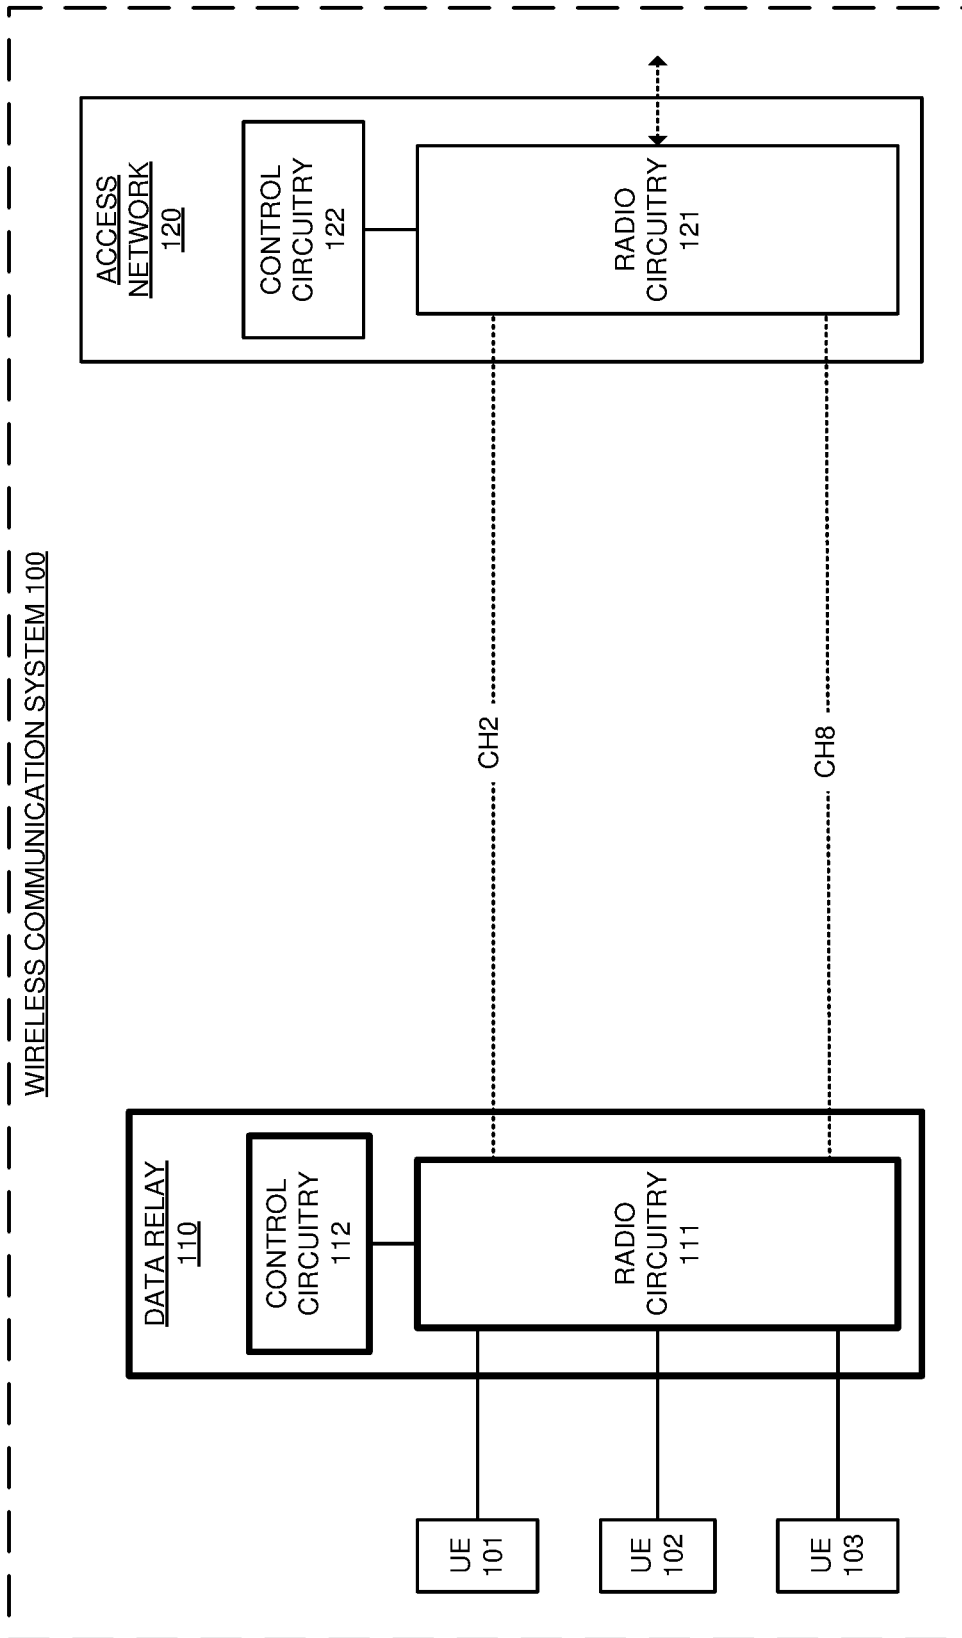 WIRELESS COMMUNICATION SYSTEM 100
DATA RELAY
110
CONTROL
CIRCUITRY
112
RADIO
CIRCUITRY
111
UE
101
UE
102
UE
103
CH2
CH8
ACCESS
NETWORK
120
CONTROL
CIRCUITRY
122
RADIO
CIRCUITRY
121